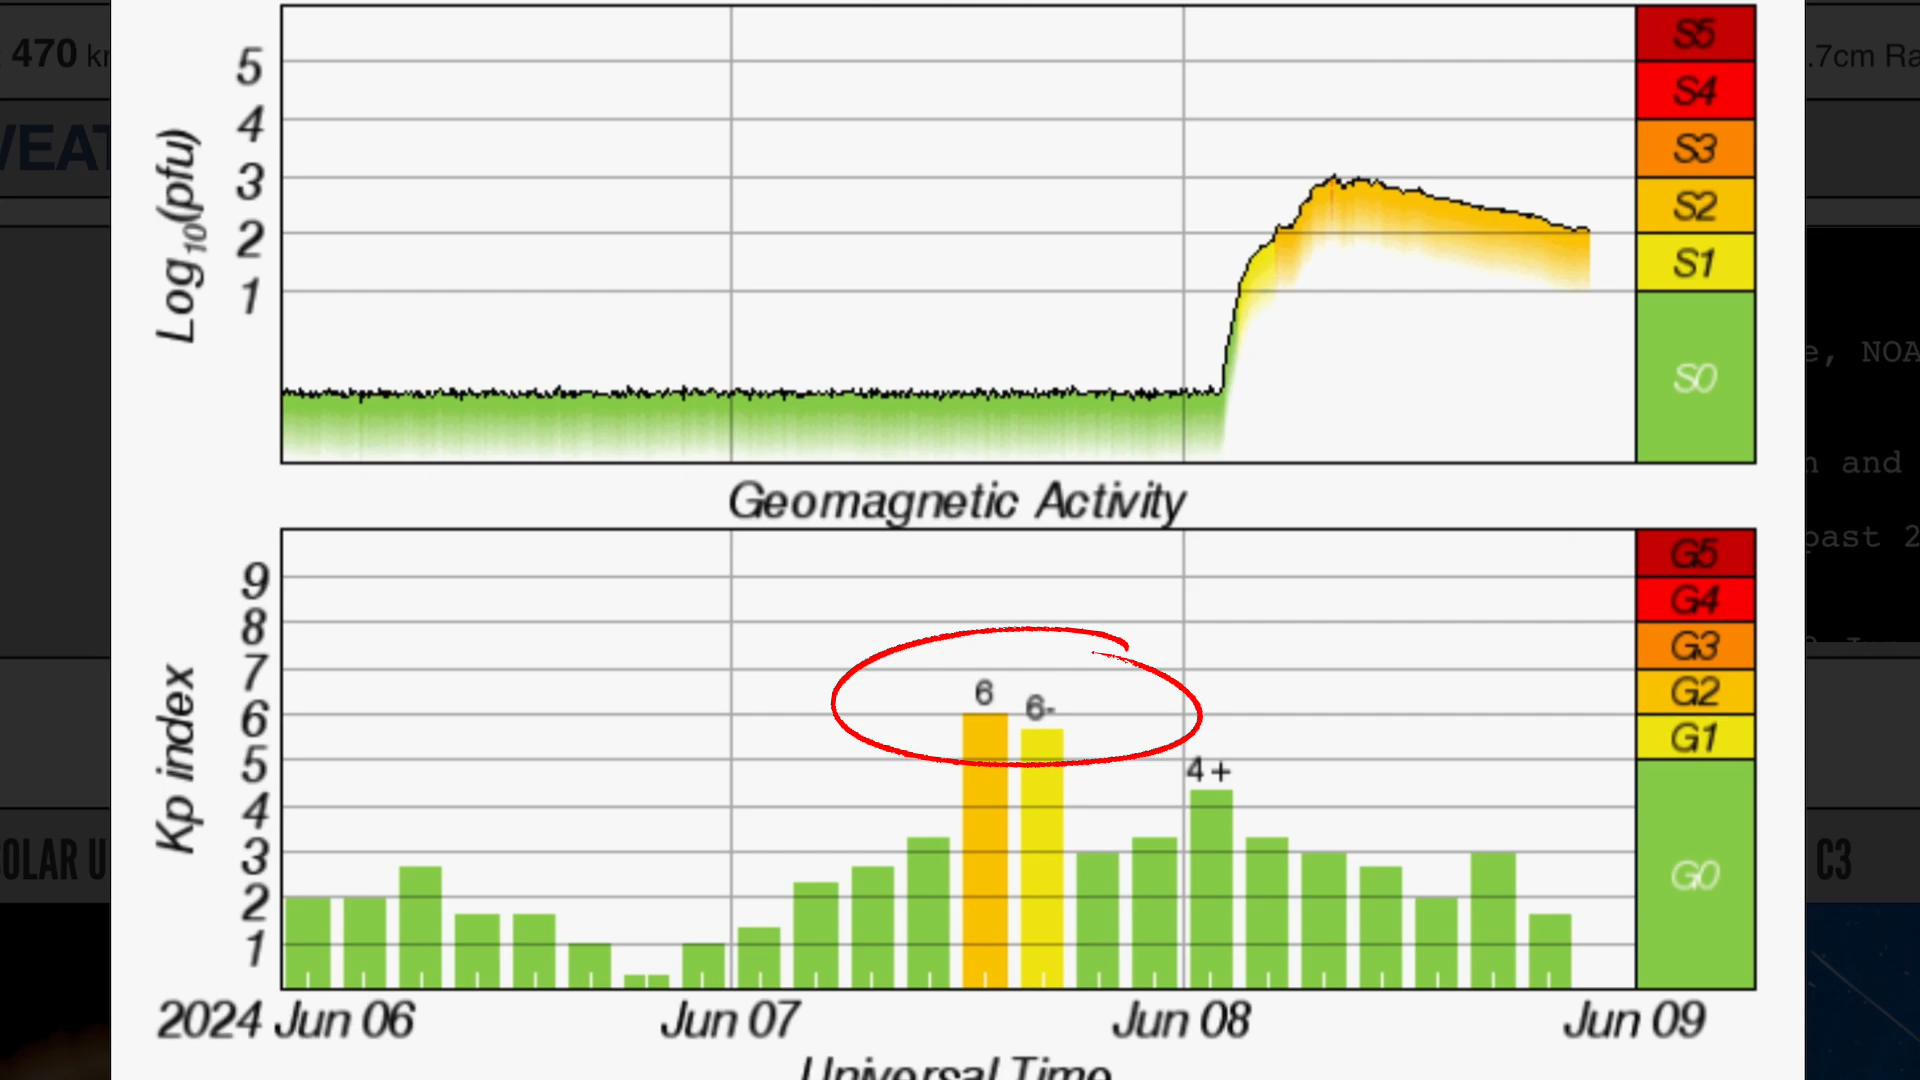 470 km
.7cm Ra
WEAT
5
4
3
2
1
Log10(pfu)
S5
S4
S3
S2
S1
S0
e, NOA
n and
past 2
Geomagnetic Activity
9
8
7
6
5
4
3
2
1
Kp index
6
6-
4+
G5
G4
G3
G2
G1
G0
OLAR U
C3
2024 Jun 06
Jun 07
Jun 08
Jun 09
Universal Time